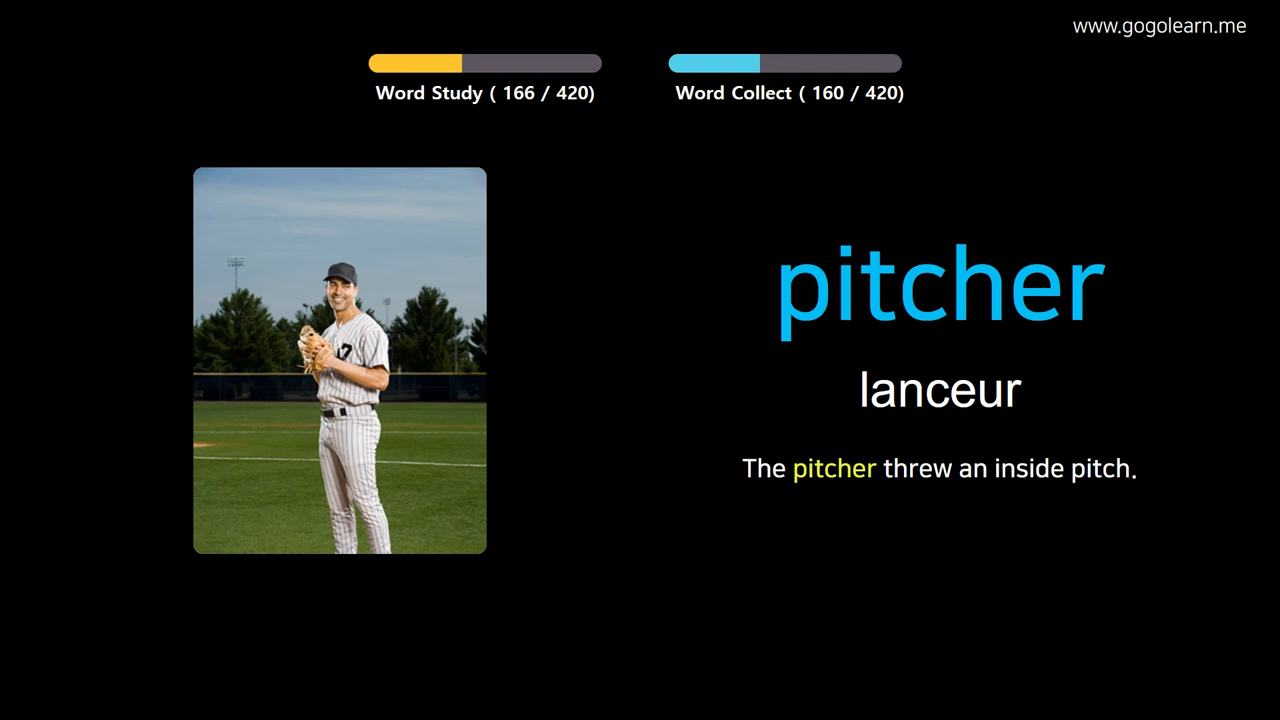 www.gogolearn.me
Word Study ( 166 / 420)
Word Collect ( 160 / 420)
pitcher
lanceur
The pitcher threw an inside pitch.